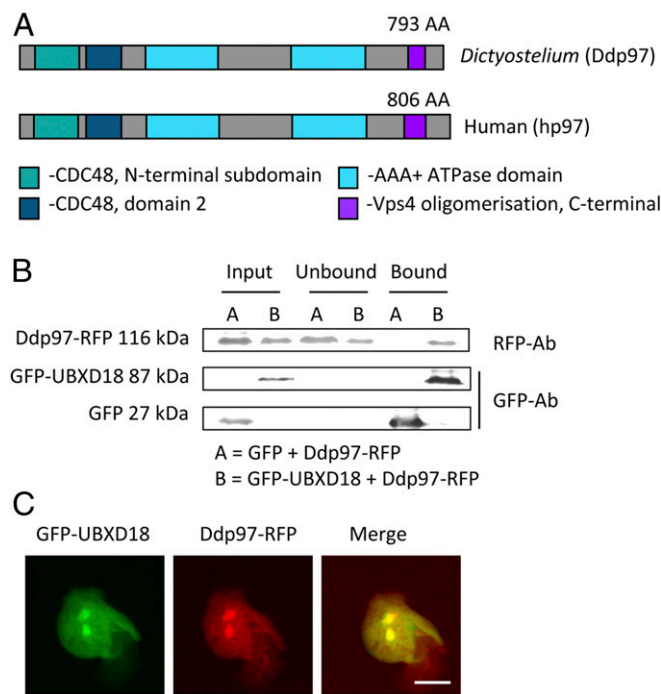 A
793 AA
Dictyostelium (Ddp97)
806 AA
Human (hp97)
-CDC48, N-terminal subdomain
-AAA+ ATPase domain
-CDC48, domain 2
-Vps4 oligomerisation, C-terminal
B
Input Unbound Bound
A B A B A B
Ddp97-RFP 116 kDa
RFP-Ab
GFP-UBXD18 87 kDa
GFP-Ab
GFP 27 kDa
A = GFP + Ddp97-RFP
B = GFP-UBXD18 + Ddp97-RFP
C
GFP-UBXD18 Ddp97-RFP Merge